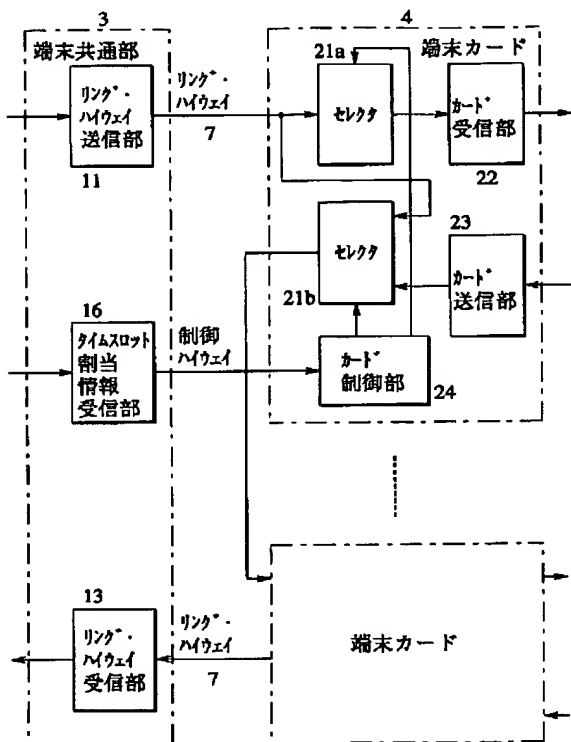 3
端末共通部
リング・
ハイウェイ
送信部
11
リング・
ハイウェイ
7
4
21a
端末カード
セレクタ
カード
受信部
22
セレクタ
21b
23
カード
送信部
16
タイムスロット
割当
情報
受信部
制御
ハイウェイ
カード
制御部
24
13
リング・
ハイウェイ
受信部
リング・
ハイウェイ
7
端末カード